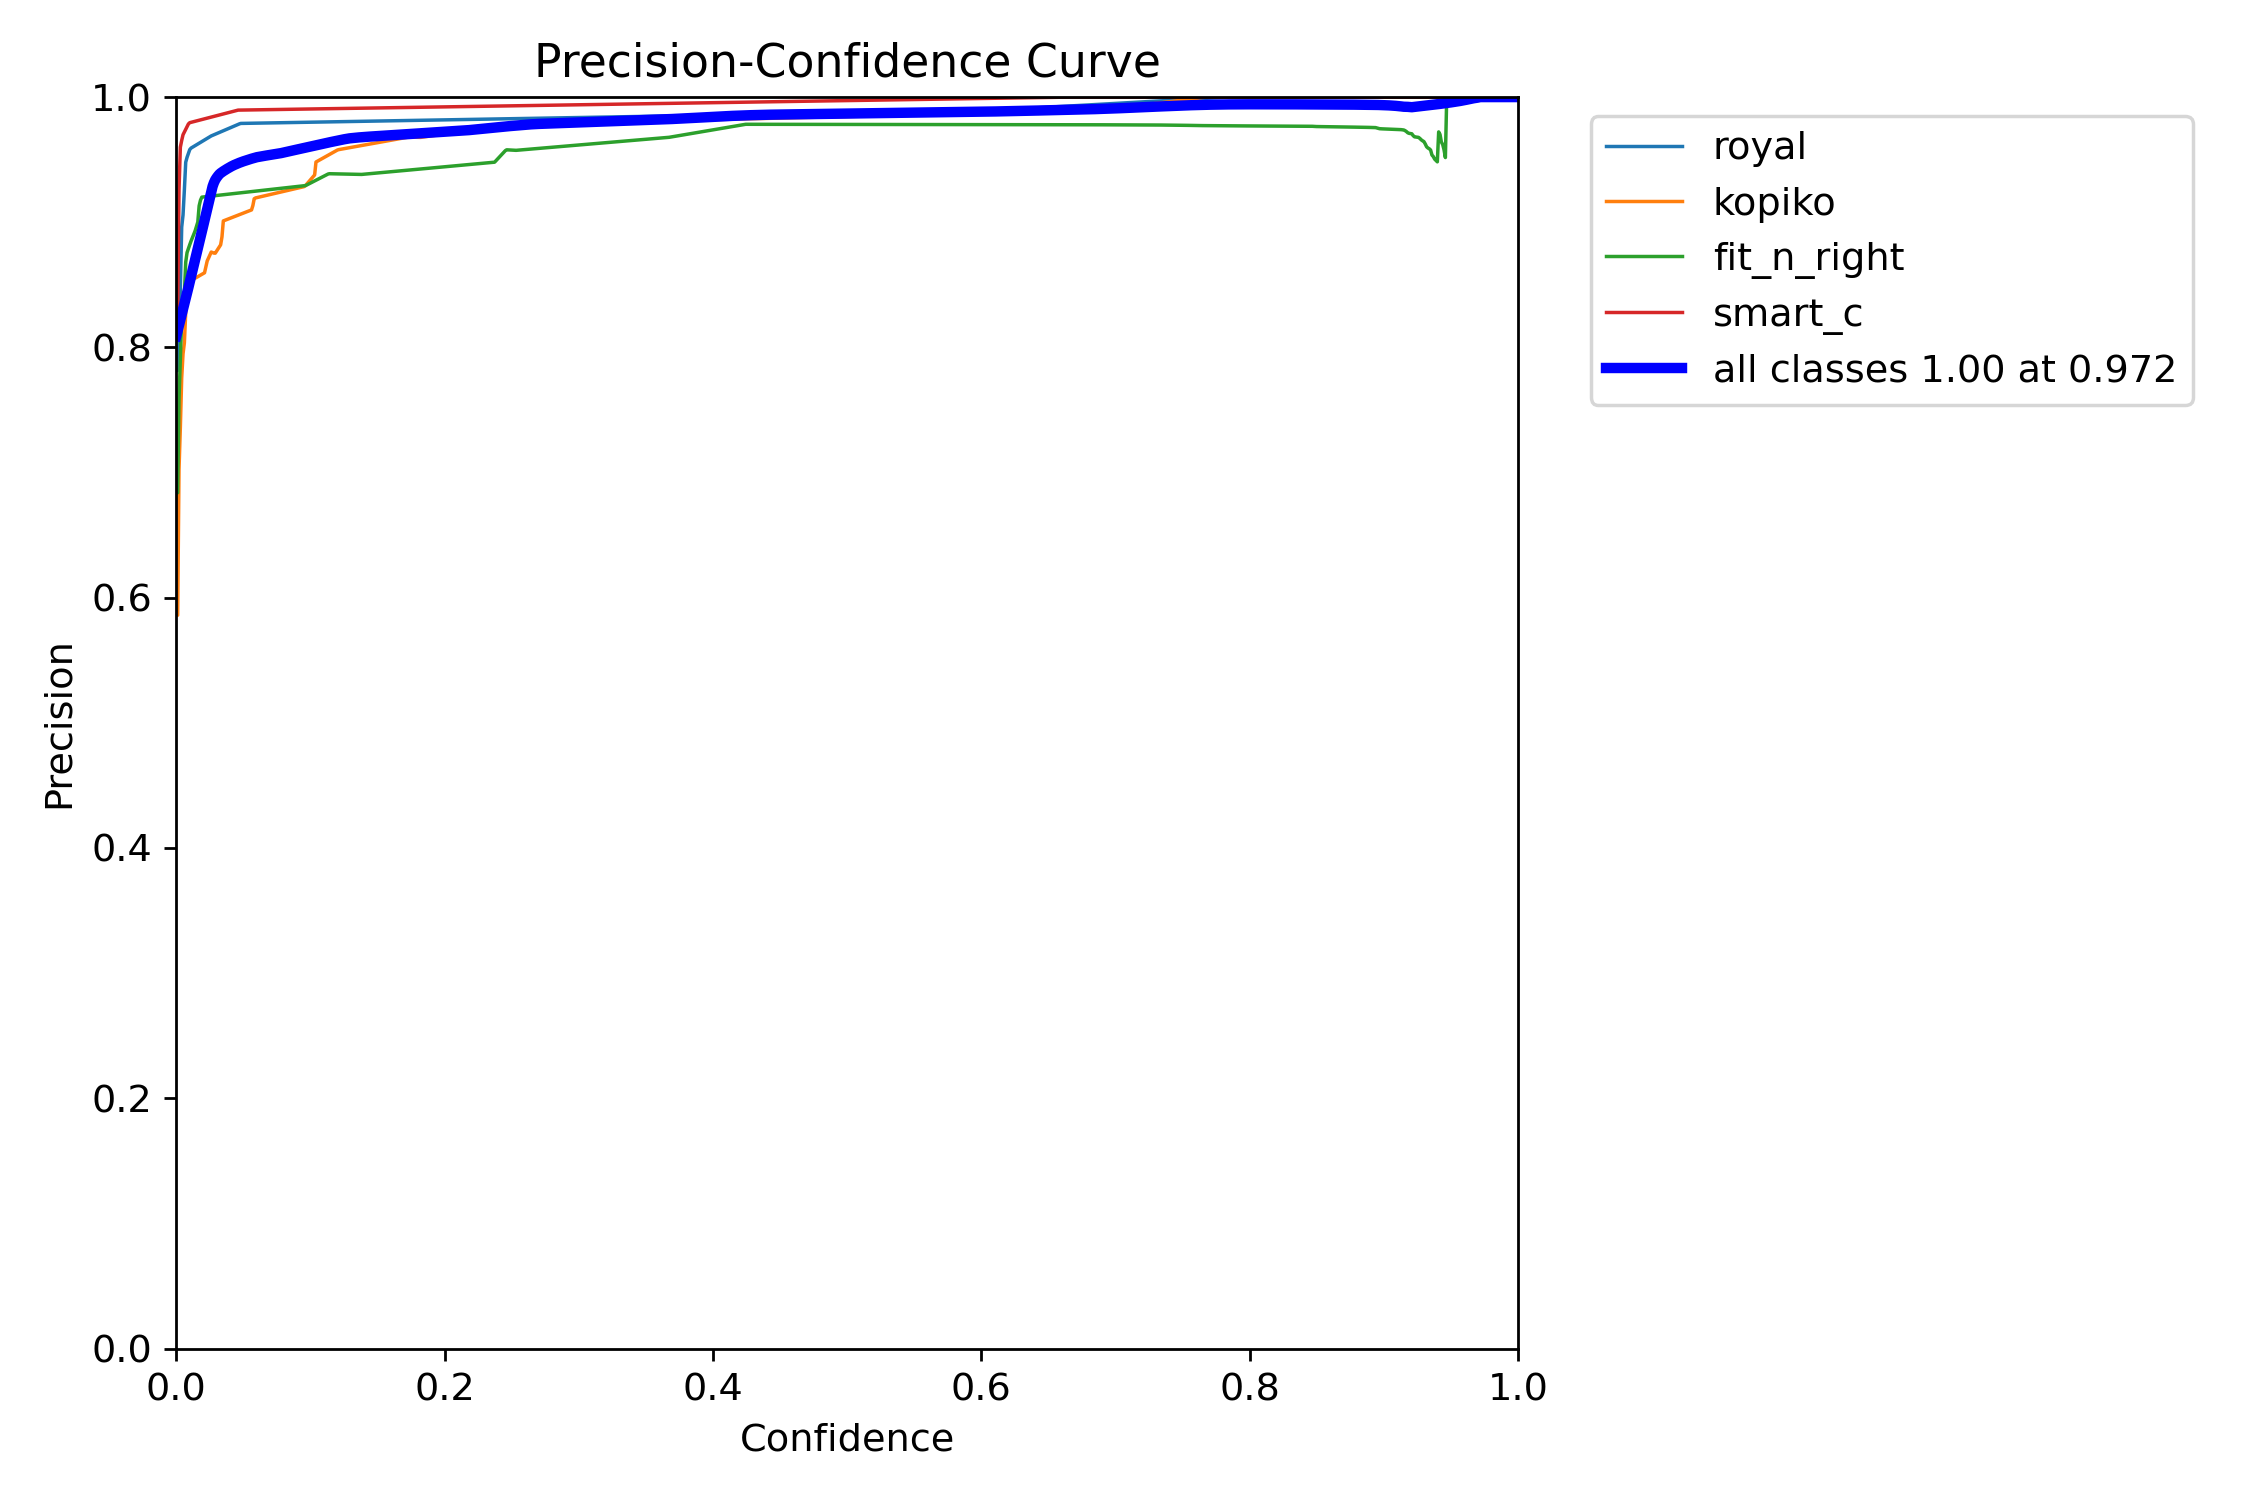 Precision-Confidence Curve
1.0
0.8
0.6
0.4
0.2
0.0
Precision
0.0 0.2 0.4 0.6 0.8 1.0
Confidence
royal
kopiko
fit_n_right
smart_c
all classes 1.00 at 0.972